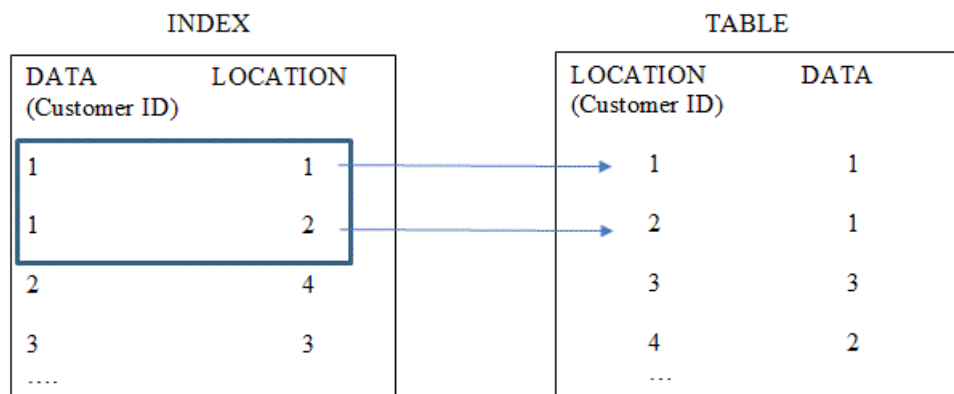 INDEX TABLE
DATA LOCATION LOCATION DATA
(Customer ID) (Customer ID)
1 1 1 1
1 2 2 1
2 4 3 3
3 3 4 2
.... ...